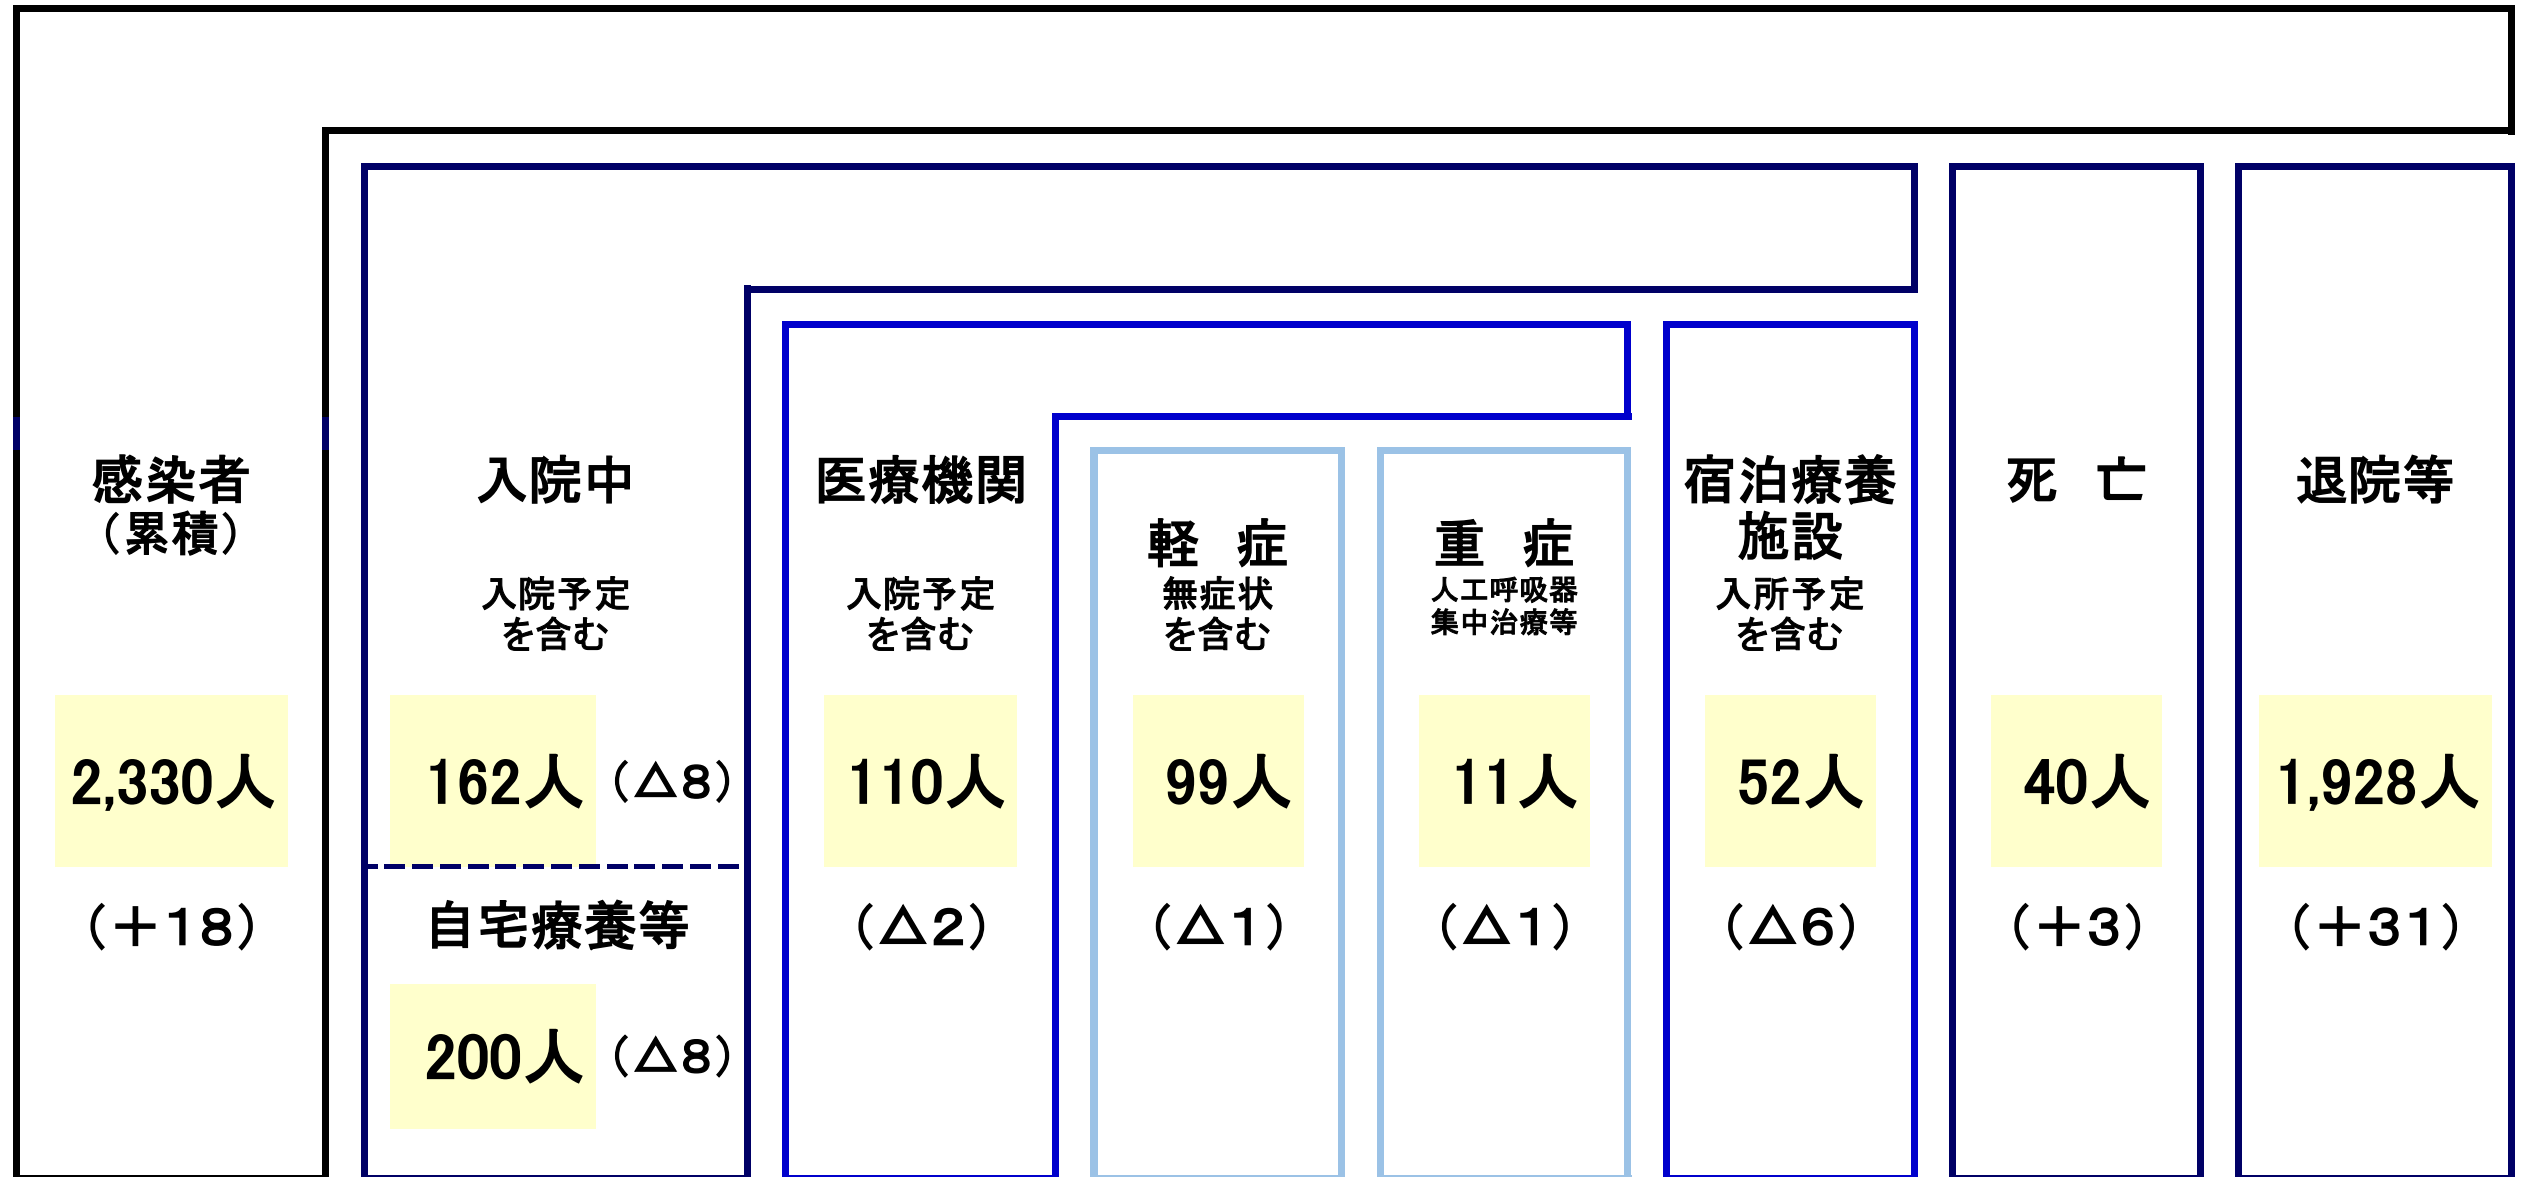 感染者
（累積）
2,330人
（＋18）
入院中
入院予定
を含む
162人（△8）
自宅療養等
200人（△8）
医療機関
入院予定
を含む
110人
（△2）
軽　症
無症状
を含む
99人
（△1）
重　症
人工呼吸器
集中治療等
11人
（△1）
宿泊療養
施設
入所予定
を含む
52人
（△6）
死　亡
40人
（＋3）
退院等
1,928人
（＋31）